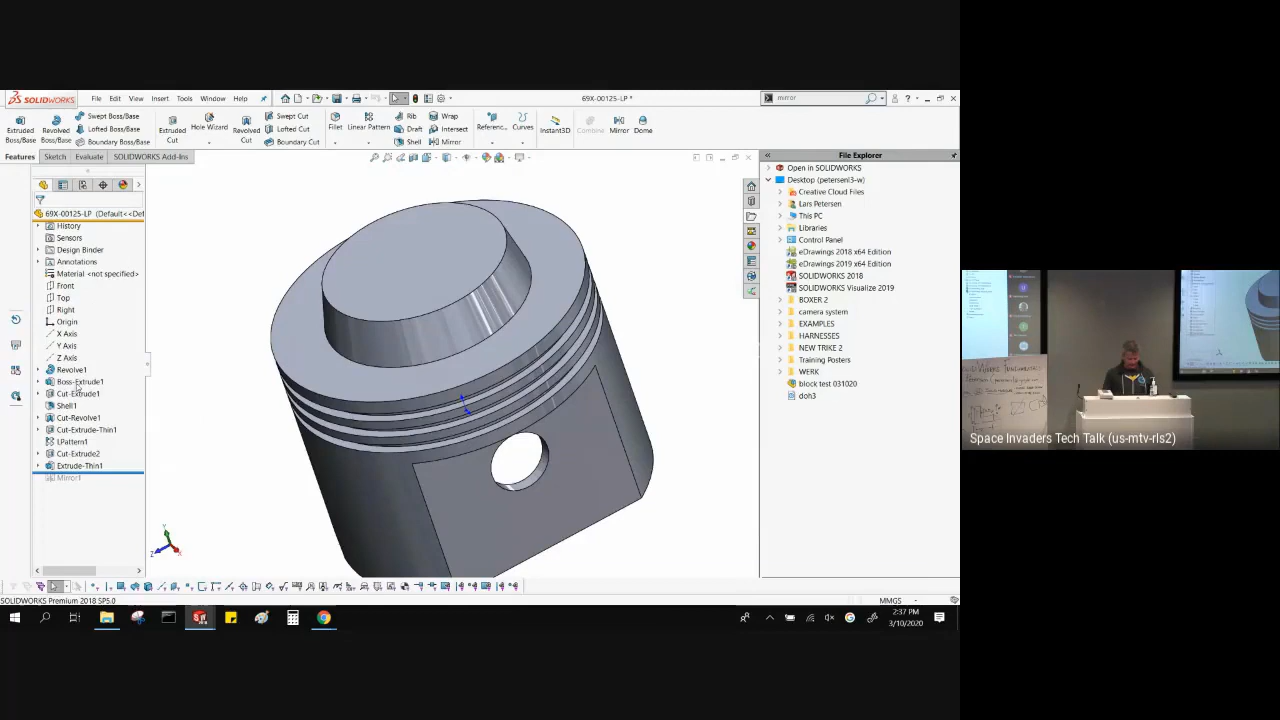 SOLIDWORKS File Edit View Insert Tools Window Help 69X-00125-LP * mirror
Extruded Boss/Base
Revolved Boss/Base
Swept Boss/Base
Lofted Boss/Base
Boundary Boss/Base
Extruded Cut
Hole Wizard
Revolved Cut
Swept Cut
Lofted Cut
Boundary Cut
Fillet
Linear Pattern
Rib
Draft
Shell
Wrap
Intersect
Mirror
Referenc...
Curves
Instant3D
Combine
Mirror
Dome
Features Sketch Evaluate SOLIDWORKS Add-Ins
69X-00125-LP (Default<<Def
History
Sensors
Design Binder
Annotations
Material <not specified>
Front
Top
Right
Origin
X Axis
Y Axis
Z Axis
Revolve1
Boss-Extrude1
Cut-Extrude1
Shell1
Cut-Revolve1
Cut-Extrude-Thin1
LPattern1
Cut-Extrude2
Extrude-Thin1
Mirror1
File Explorer
Open in SOLIDWORKS
Desktop (petersenl3-w)
Creative Cloud Files
Lars Petersen
This PC
Libraries
Control Panel
eDrawings 2018 x64 Edition
eDrawings 2019 x64 Edition
SOLIDWORKS 2018
SOLIDWORKS Visualize 2019
BOXER 2
camera system
EXAMPLES
HARNESSES
NEW TRIKE 2
Training Posters
WERK
block test 031020
doh3
SOLIDWORKS Premium 2018 SP5.0
MMGS
2:37 PM
3/10/2020
Space Invaders Tech Talk (us-mtv-rls2)